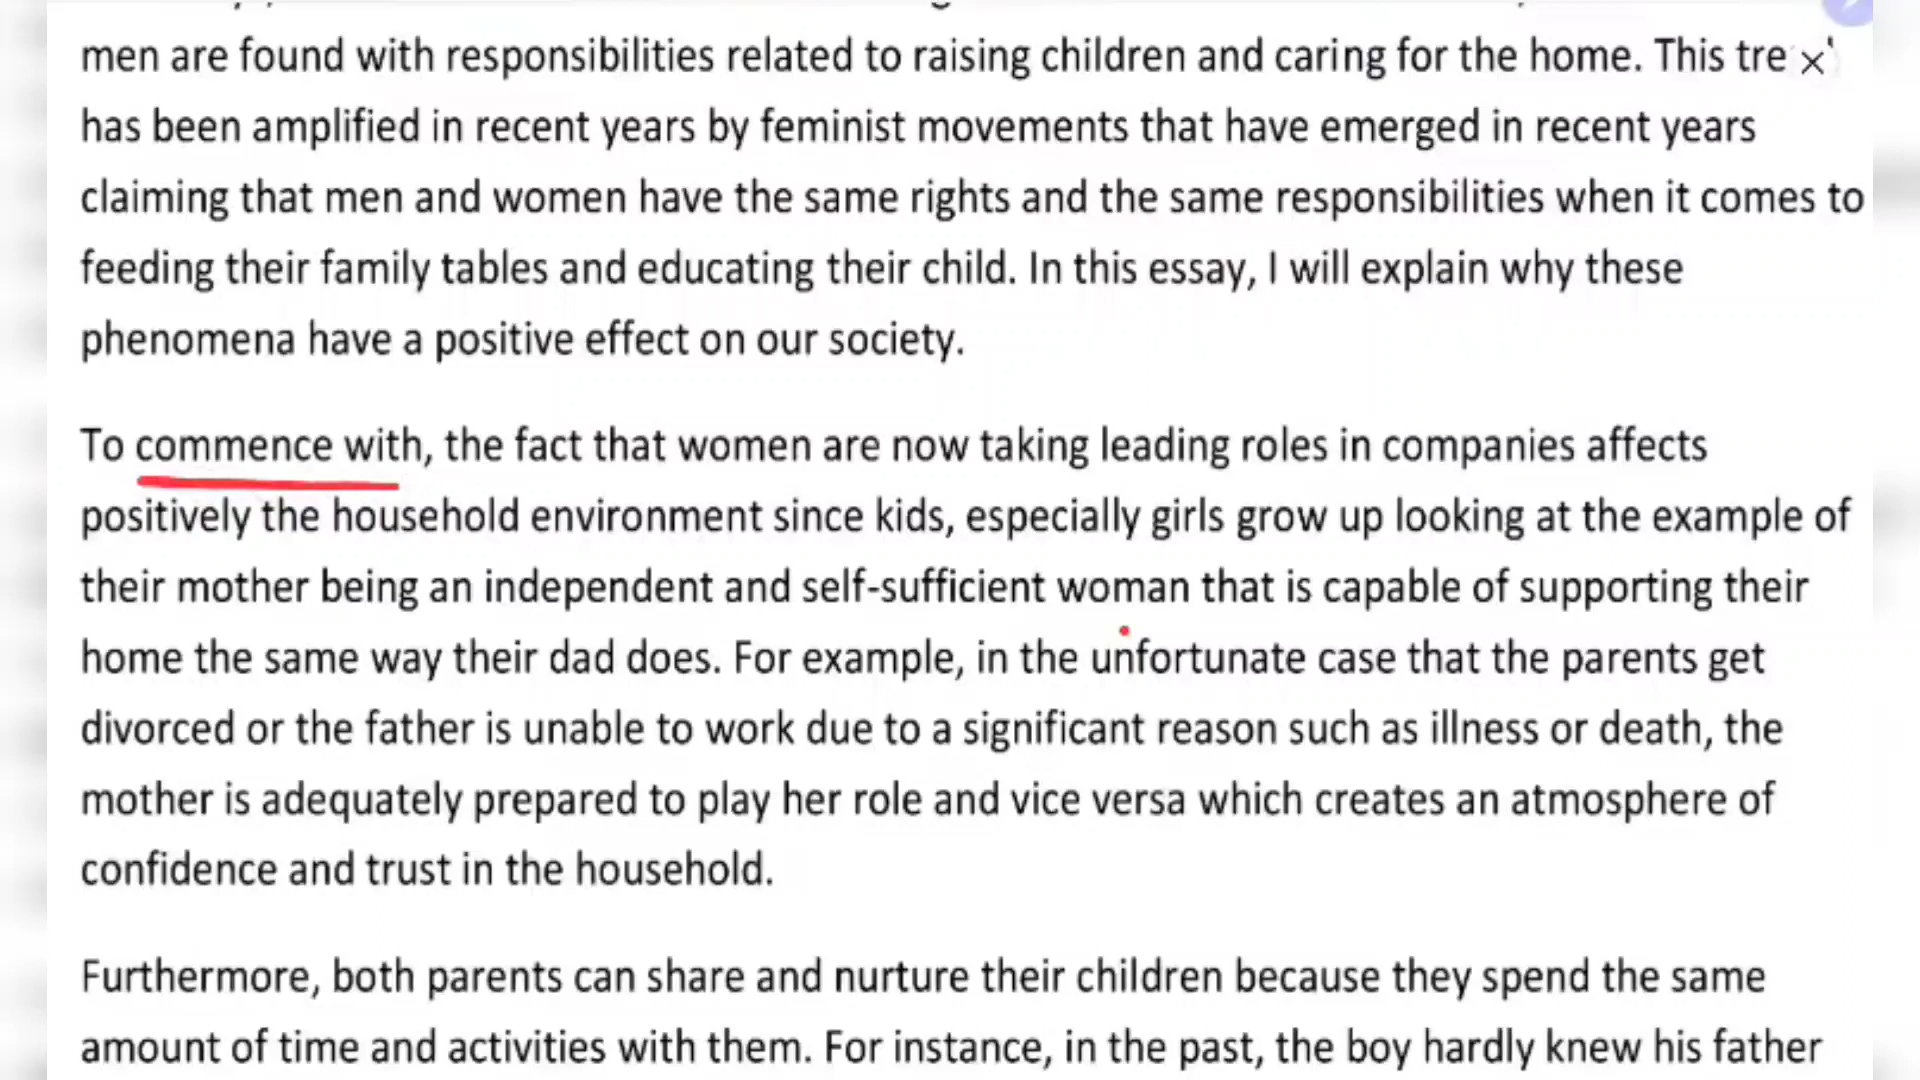 men are found with responsibilities related to raising children and caring for the home. This
has been amplified in recent years by feminist movements that have emerged in recent years
claiming that men and women have the same rights and the same responsibilities when it comes to
feeding their family tables and educating their child. In this essay, I will explain why these
phenomena have a positive effect on our society.
To commence with, the fact that women are now taking leading roles in companies affects
positively the household environment since kids, especially girls grow up looking at the example of
their mother being an independent and self-sufficient woman that is capable of supporting their
home the same way their dad does. For example, in the unfortunate case that the parents get
divorced or the father is unable to work due to a significant reason such as illness or death, the
mother is adequately prepared to play her role and vice versa which creates an atmosphere of
confidence and trust in the household.
Furthermore, both parents can share and nurture their children because they spend the same
amount of time and activities with them. For instance, in the past, the boy hardly knew his father